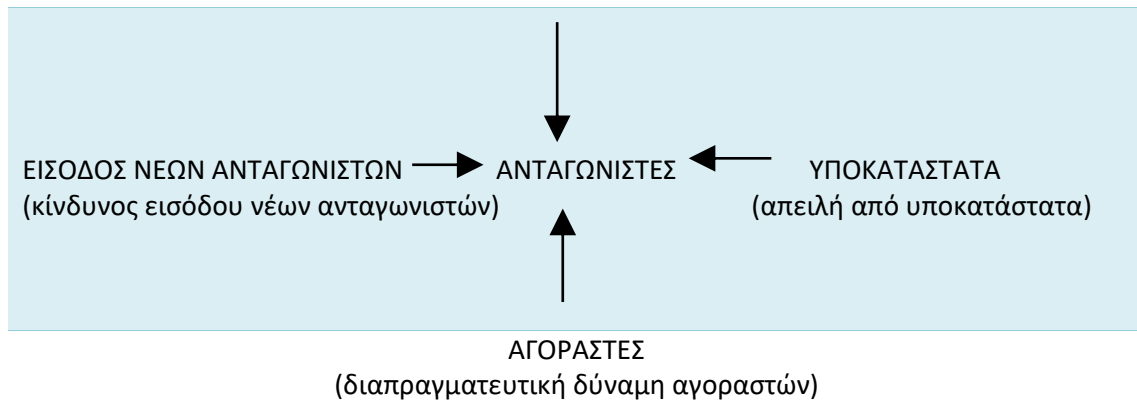 ΕΙΣΟΔΟΣ ΝΕΩΝ ΑΝΤΑΓΩΝΙΣΤΩΝ ΑΝΤΑΓΩΝΙΣΤΕΣ ΥΠΟΚΑΤΑΣΤΑΤΑ
(κίνδυνος εισόδου νέων ανταγωνιστών) (απειλή από υποκατάστατα)
ΑΓΟΡΑΣΤΕΣ
(διαπραγματευτική δύναμη αγοραστών)